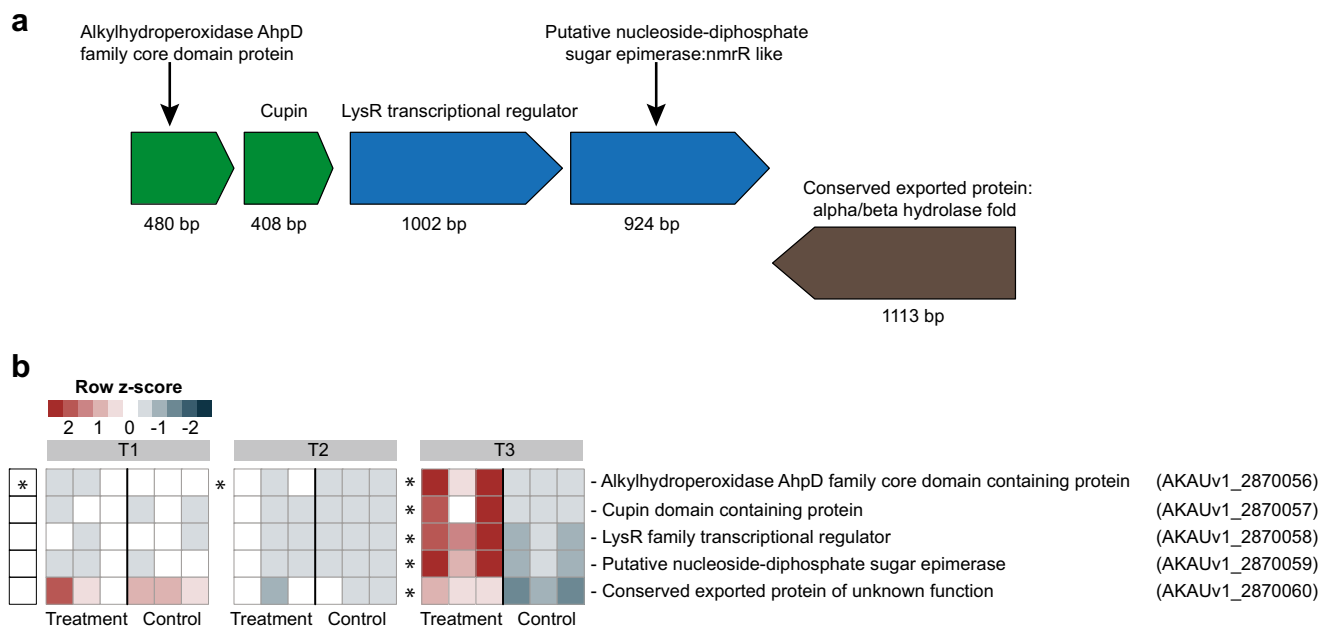 a
Alkylhydroperoxidase AhpD
family core domain protein
Putative nucleoside-diphosphate
sugar epimerase:nmrR like
Cupin
LysR transcriptional regulator
480 bp
408 bp
1002 bp
924 bp
Conserved exported protein:
alpha/beta hydrolase fold
1113 bp
b
Row z-score
2 1 0 -1 -2
T1 T2 T3
* * * - Alkylhydroperoxidase AhpD family core domain containing protein (AKAUv1_2870056)
* - Cupin domain containing protein (AKAUv1_2870057)
* - LysR family transcriptional regulator (AKAUv1_2870058)
* - Putative nucleoside-diphosphate sugar epimerase (AKAUv1_2870059)
* - Conserved exported protein of unknown function (AKAUv1_2870060)
Treatment Control Treatment Control Treatment Control